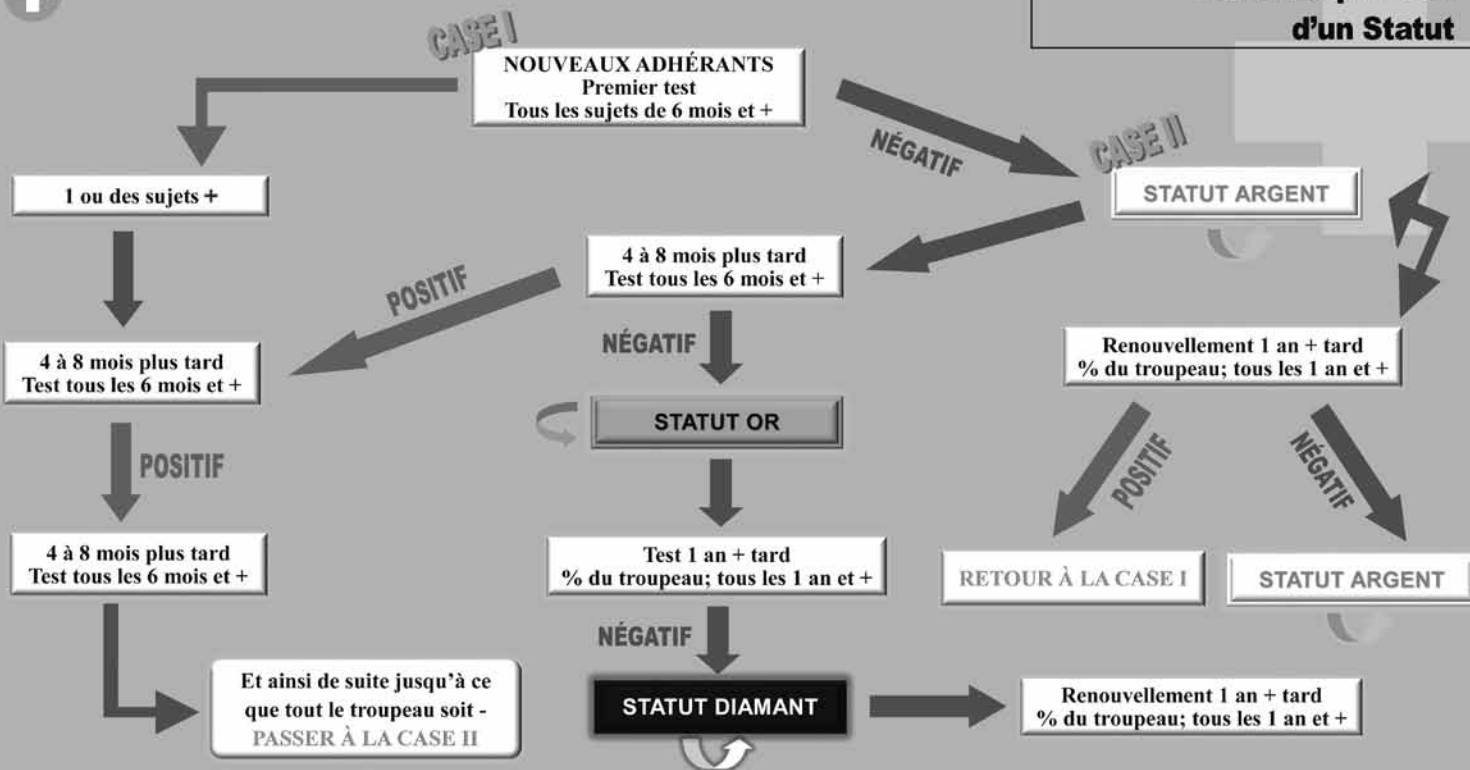 d'un Statut
CASE I
NOUVEAUX ADHÉRANTS
Premier test
Tous les sujets de 6 mois et +
NÉGATIF
CASE II
STATUT ARGENT
1 ou des sujets +
4 à 8 mois plus tard
Test tous les 6 mois et +
POSITIF
NÉGATIF
4 à 8 mois plus tard
Test tous les 6 mois et +
Renouvellement 1 an + tard
% du troupeau; tous les 1 an et +
STATUT OR
POSITIF
POSITIF
NÉGATIF
4 à 8 mois plus tard
Test tous les 6 mois et +
Test 1 an + tard
% du troupeau; tous les 1 an et +
RETOUR À LA CASE I
STATUT ARGENT
NÉGATIF
Et ainsi de suite jusqu'à ce
que tout le troupeau soit -
PASSER À LA CASE II
STATUT DIAMANT
Renouvellement 1 an + tard
% du troupeau; tous les 1 an et +